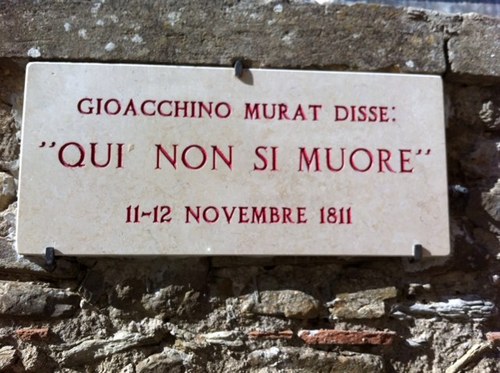 GIOACCHINO MURAT DISSE:
"QUI NON SI MUORE"
11-12 NOVEMBRE 1811